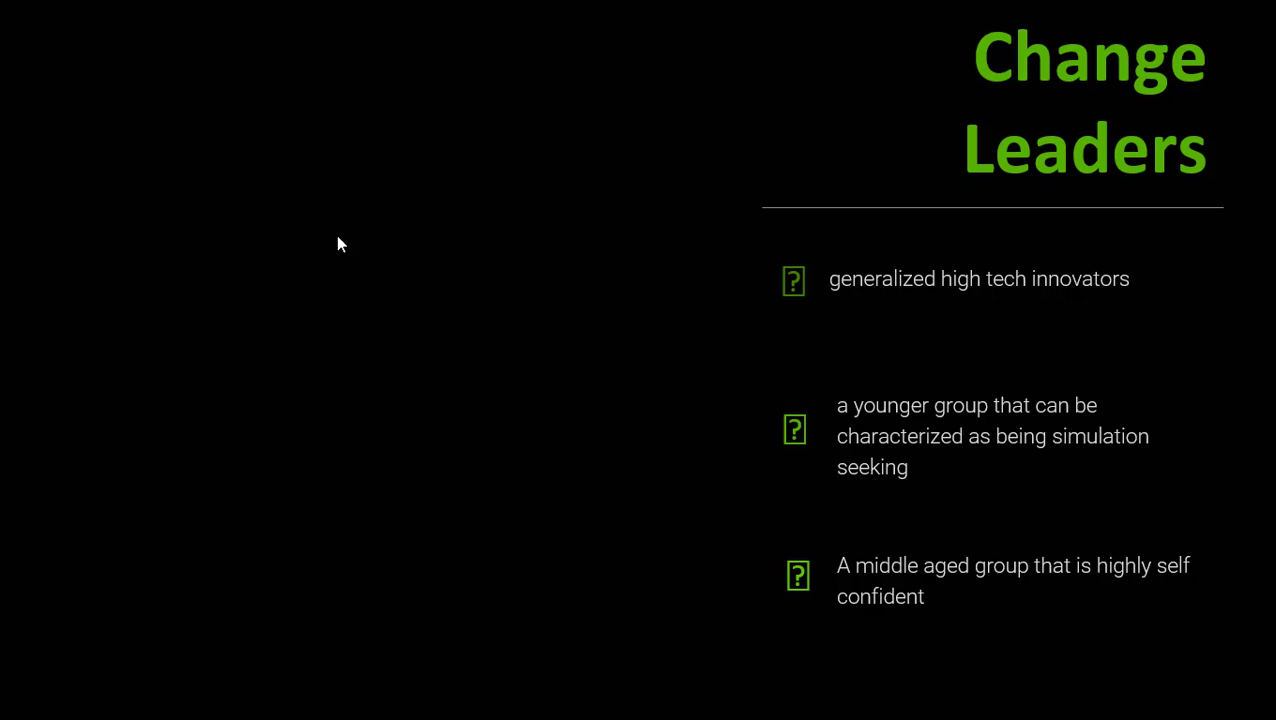 Change
Leaders
generalized high tech innovators
a younger group that can be
characterized as being simulation
seeking
A middle aged group that is highly self
confident